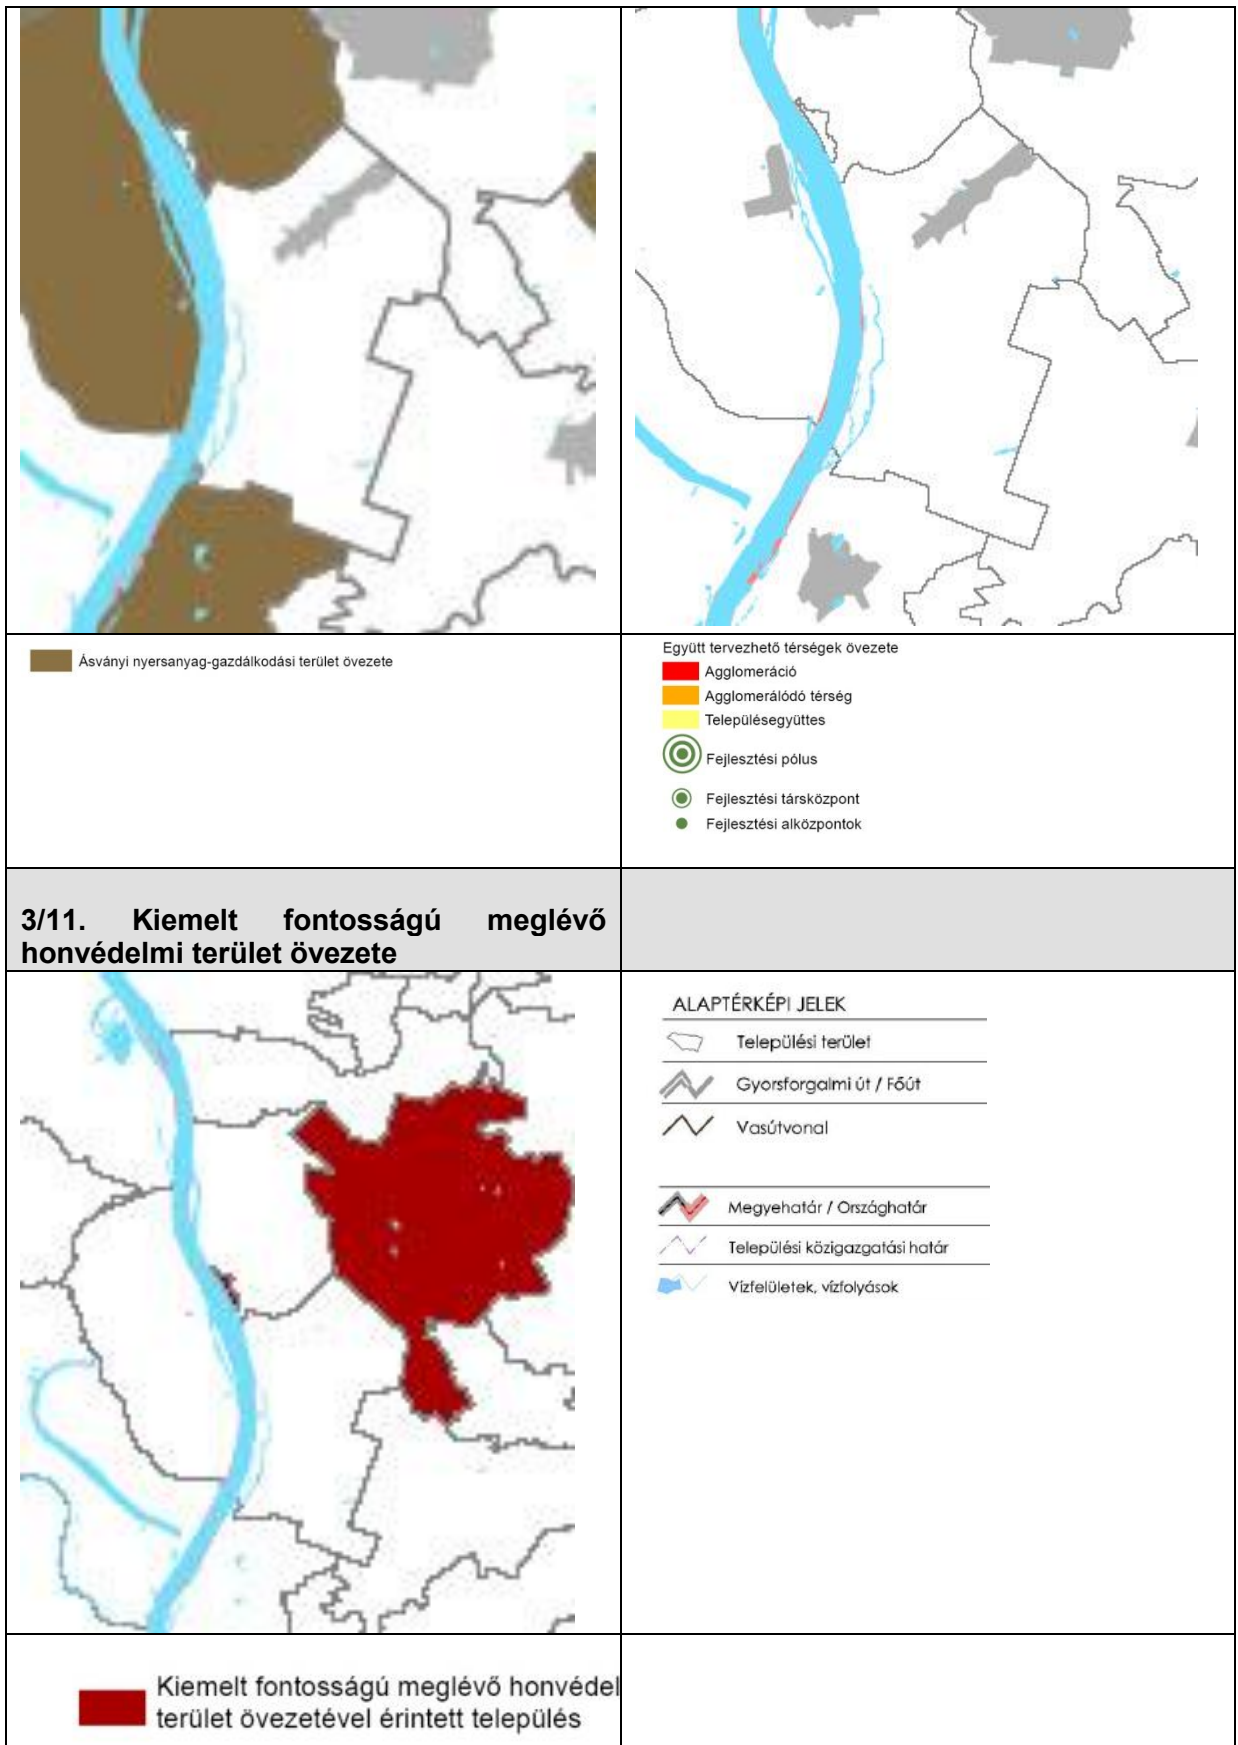 Ásványi nyersanyag-gazdálkodási terület övezete
Együtt tervezhető térségek övezete
Agglomeráció
Agglomerálódó térség
Településegyüttes
Fejlesztési pólus
Fejlesztési társközpont
Fejlesztési alközpontok
3/11. Kiemelt fontosságú meglévő
honvédelmi terület övezete
ALAPTÉRKÉPI JELEK
Települési terület
Gyorsforgalmi út / Főút
Vasútvonal
Megyehatár / Országhatár
Települési közigazgatási határ
Vízfelületek, vízfolyások
Kiemelt fontosságú meglévő honvédel
terület övezetével érintett település